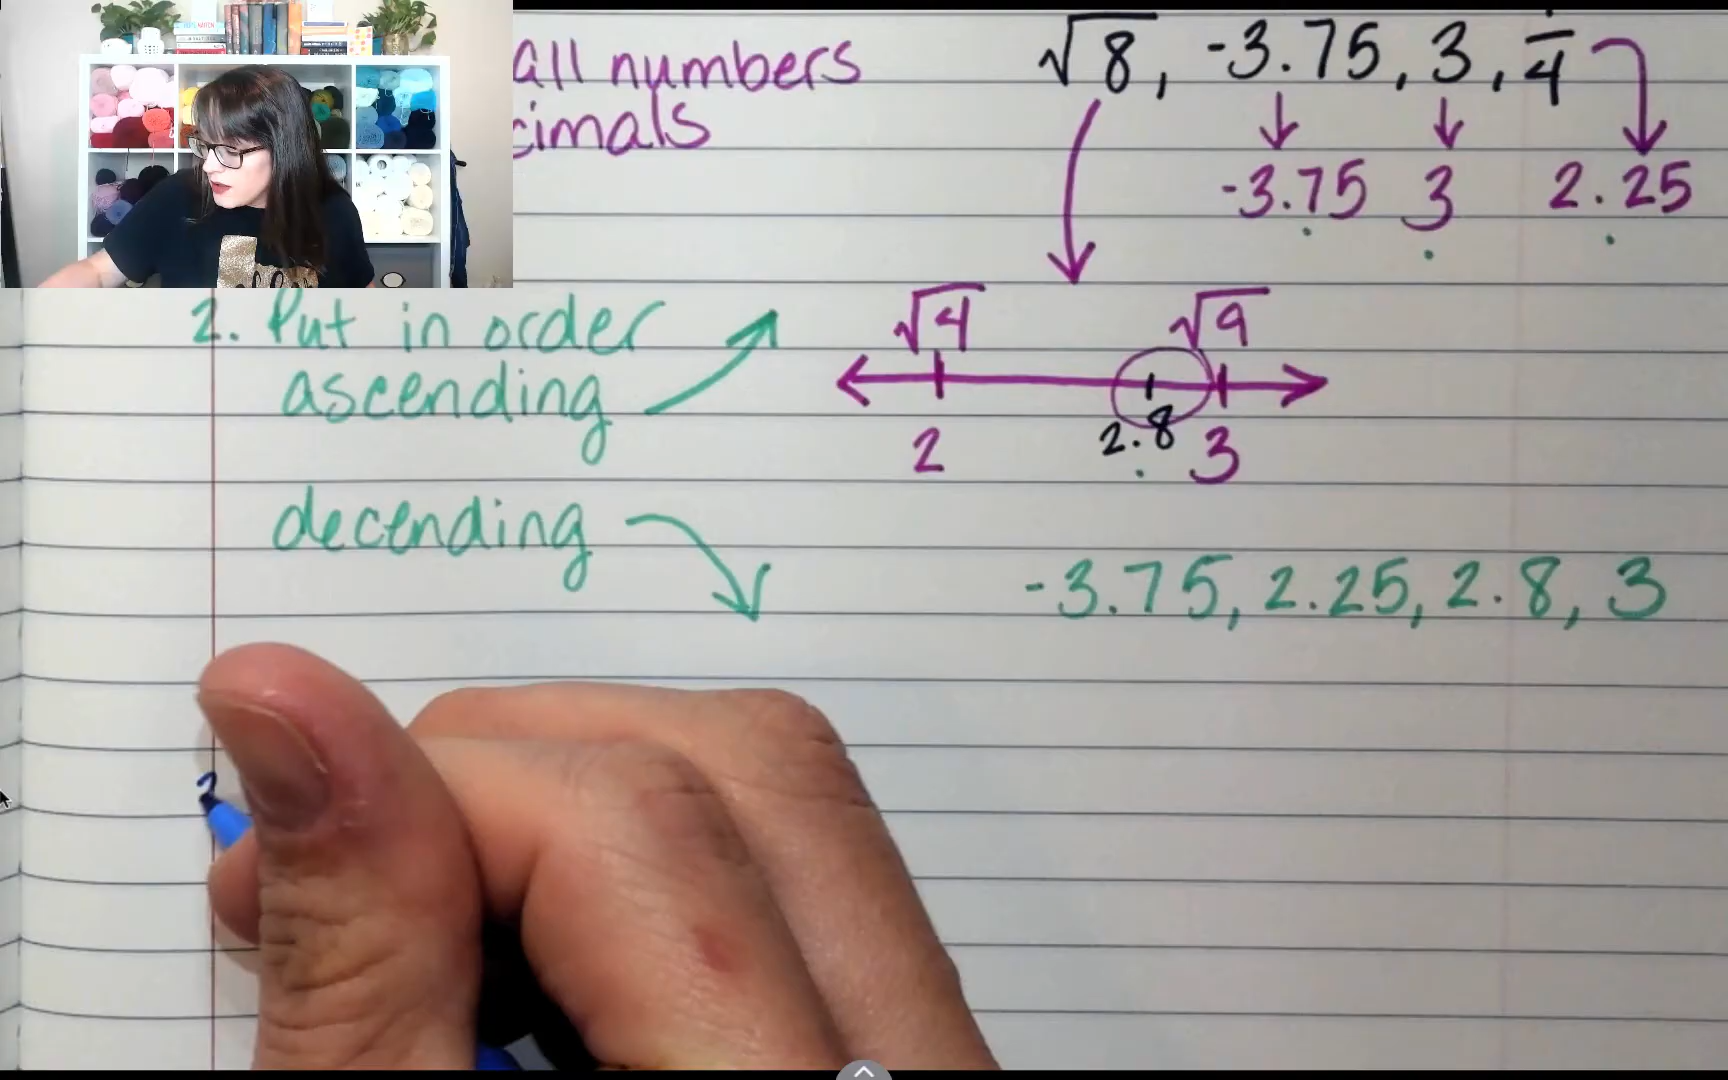 all numbers
cimals
√8, -3.75, 3, 4
-3.75 3 2.25
2. Put in order
ascending
decending
√4 √9
2 2.8 3
-3.75, 2.25, 2.8, 3